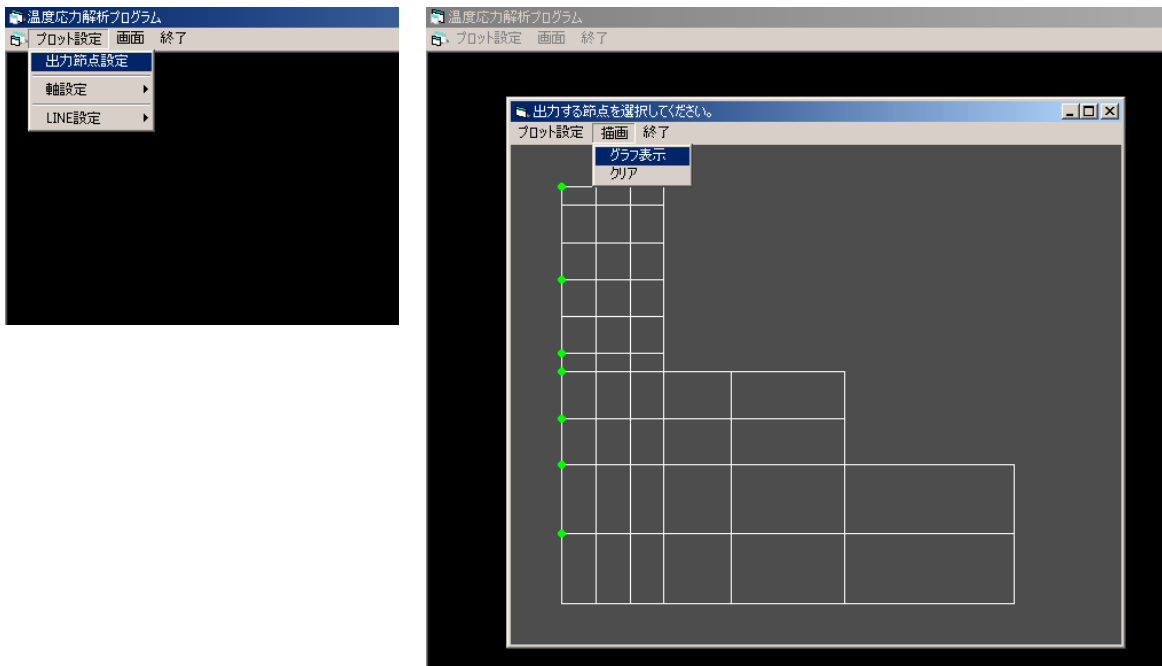 温度応力解析プログラム
プロット設定 画面 終了
出力節点設定
軸設定
LINE設定
温度応力解析プログラム
プロット設定 画面 終了
出力する節点を選択してください。
プロット設定 描画 終了
グラフ表示
クリア